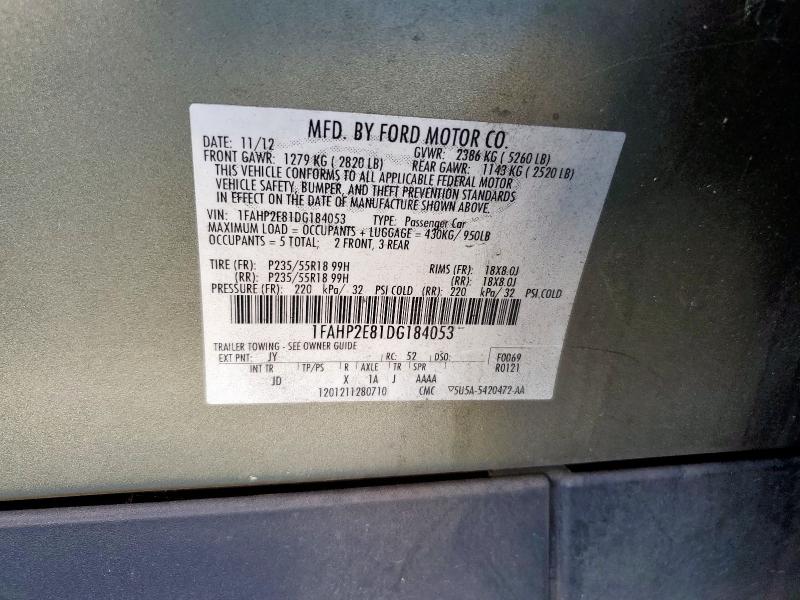 MFD. BY FORD MOTOR CO.
DATE: 11/12 GVWR: 2386 KG ( 5260 LB)
FRONT GAWR: 1279 KG ( 2820 LB) REAR GAWR: 1143 KG ( 2520 LB)
THIS VEHICLE CONFORMS TO ALL APPLICABLE FEDERAL MOTOR
VEHICLE SAFETY, BUMPER, AND THEFT PREVENTION STANDARDS
IN EFFECT ON THE DATE OF MANUFACTURE SHOWN ABOVE.
VIN: 1FAHP2E81DG184053 TYPE: Passenger Car
MAXIMUM LOAD = OCCUPANTS + LUGGAGE = 430KG/ 950LB
OCCUPANTS = 5 TOTAL; 2 FRONT, 3 REAR
TIRE (FR): P235/55R18 99H RIMS (FR): 18X8.0J
(RR): P235/55R18 99H (RR): 18X8.0J
PRESSURE (FR): 220 kPa/ 32 PSI COLD (RR): 220 kPa/ 32 PSI COLD
1FAHP2E81DG184053
TRAILER TOWING - SEE OWNER GUIDE
EXT PNT: JY RC: 52 DSO: F0069
INT TR TP/PS R AXLE TR SPR R0121
JD X 1A J AAAA
1201211280710 CMC 5U5A-5420472-AA